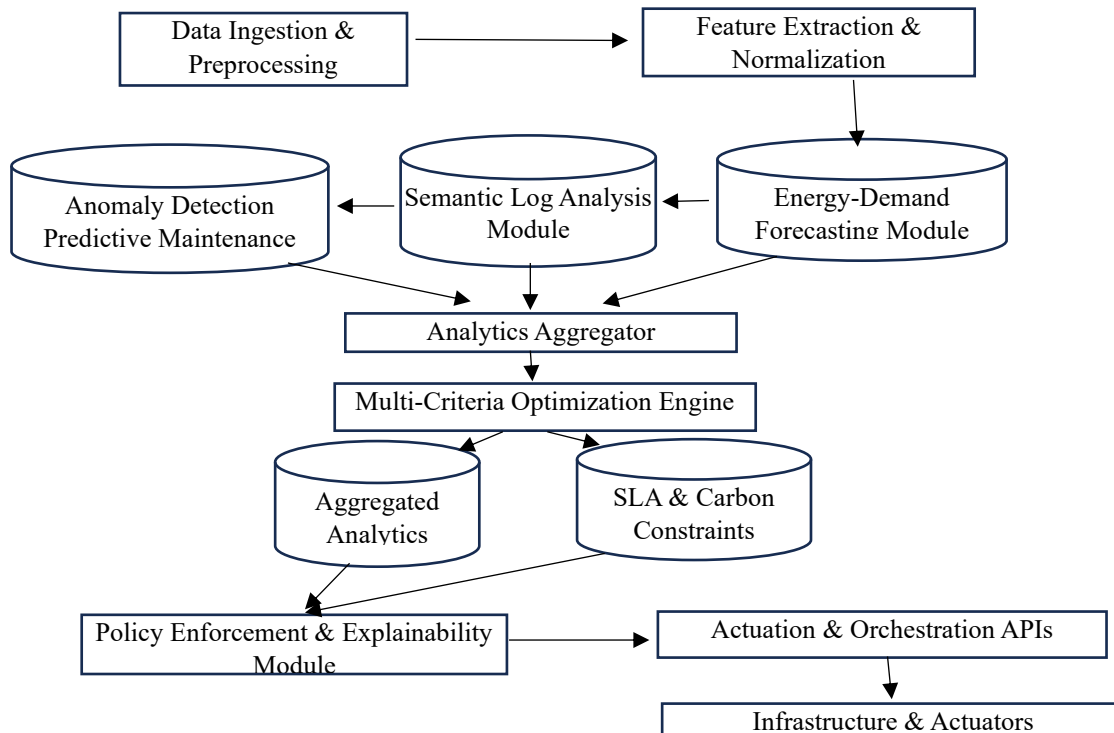 Data Ingestion &
Preprocessing
Feature Extraction &
Normalization
Anomaly Detection
Predictive Maintenance
Semantic Log Analysis
Module
Energy-Demand
Forecasting Module
Analytics Aggregator
Multi-Criteria Optimization Engine
Aggregated
Analytics
SLA & Carbon
Constraints
Policy Enforcement & Explainability
Module
Actuation & Orchestration APIs
Infrastructure & Actuators